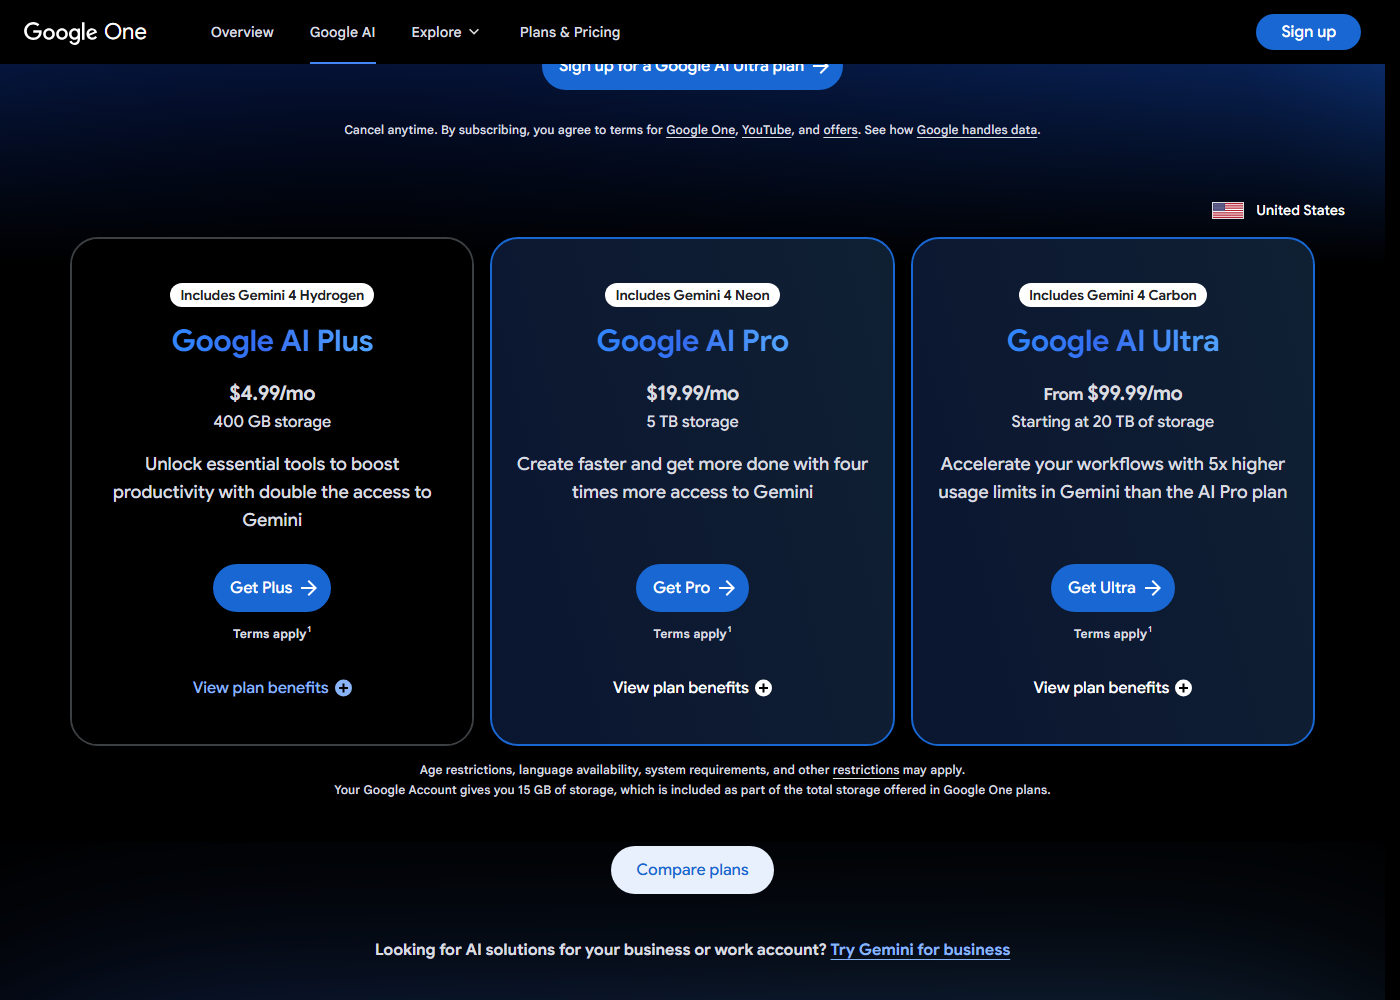 Google One
Overview
Google AI
Explore
Plans & Pricing
Sign up
Sign up for a Google AI Ultra plan
Cancel anytime. By subscribing, you agree to terms for Google One, YouTube, and offers. See how Google handles data.
United States
Includes Gemini 4 Hydrogen
Google AI Plus
$4.99/mo
400 GB storage
Unlock essential tools to boost
productivity with double the access to
Gemini
Get Plus
Terms apply¹
View plan benefits
Includes Gemini 4 Neon
Google AI Pro
$19.99/mo
5 TB storage
Create faster and get more done with four
times more access to Gemini
Get Pro
Terms apply¹
View plan benefits
Includes Gemini 4 Carbon
Google AI Ultra
From $99.99/mo
Starting at 20 TB of storage
Accelerate your workflows with 5x higher
usage limits in Gemini than the AI Pro plan
Get Ultra
Terms apply¹
View plan benefits
Age restrictions, language availability, system requirements, and other restrictions may apply.
Your Google Account gives you 15 GB of storage, which is included as part of the total storage offered in Google One plans.
Compare plans
Looking for AI solutions for your business or work account? Try Gemini for business